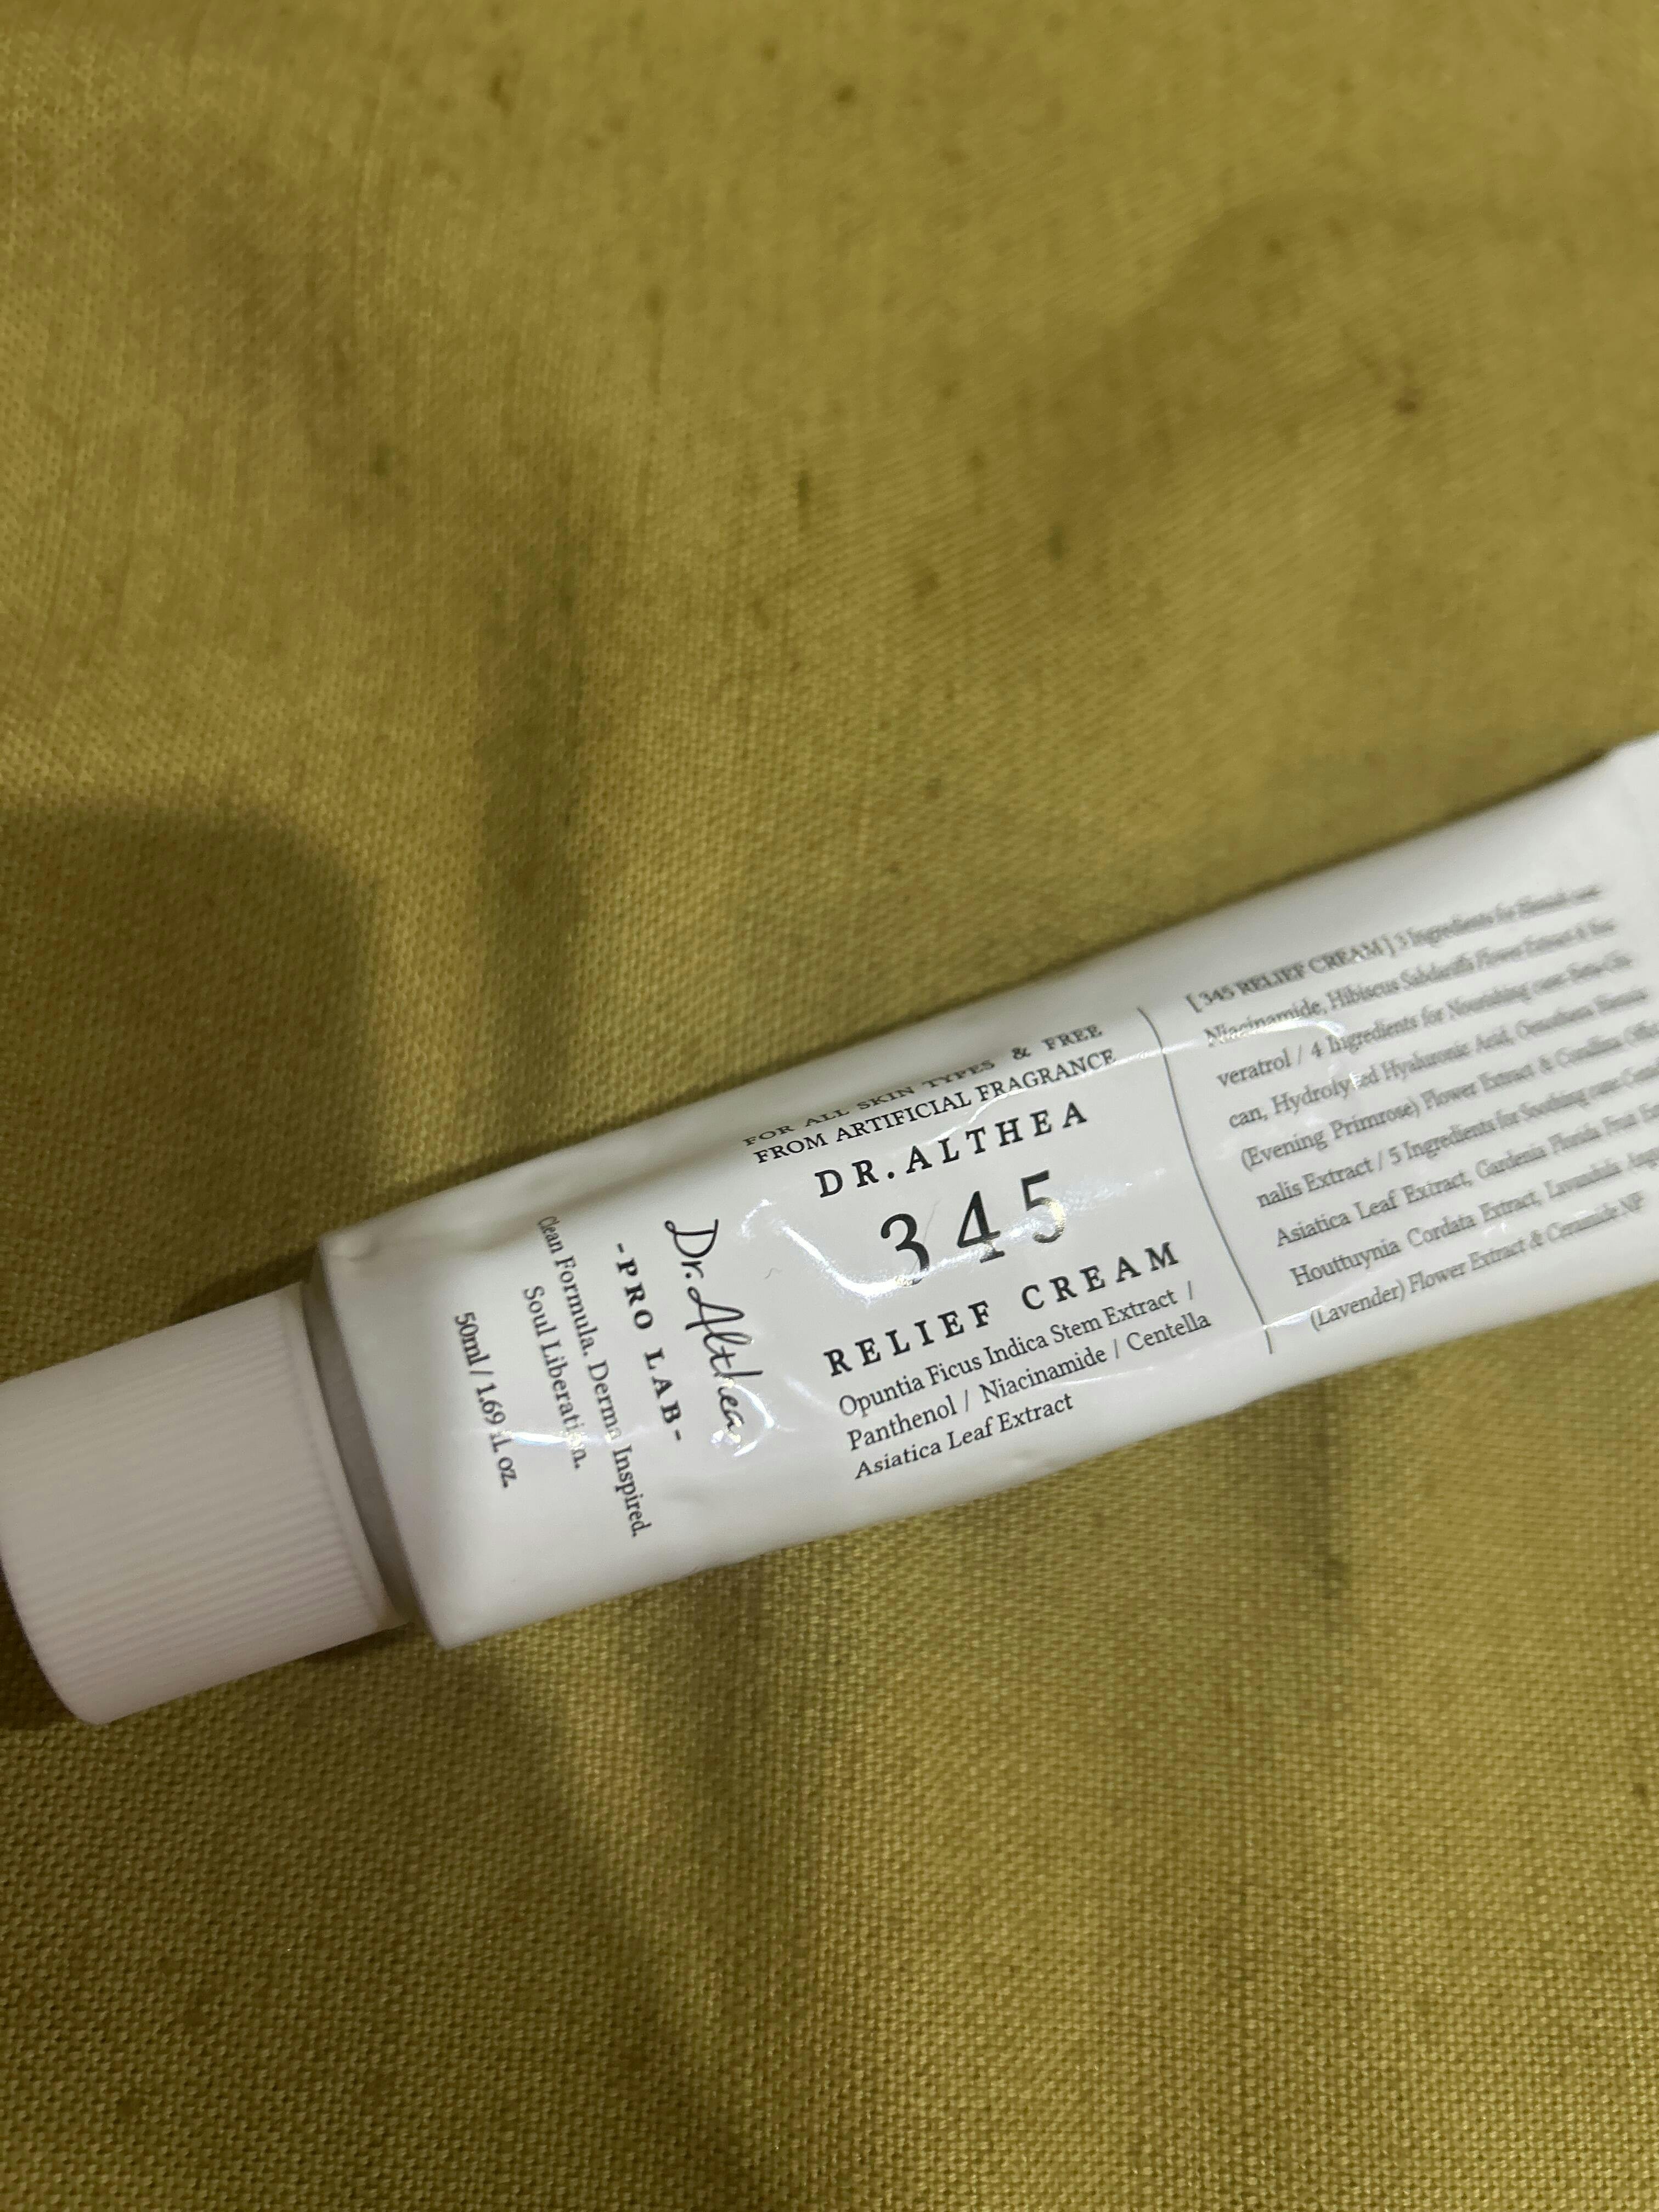 FOR ALL SKIN TYPES & FREE
FROM ARTIFICIAL FRAGRANCE
DR.ALTHEA
345
RELIEF CREAM
Opuntia Ficus Indica Stem Extract /
Panthenol / Niacinamide / Centella
Asiatica Leaf Extract
[ 345 RELIEF CREAM ] 3 Ingredients for Blemish
Niacinamide, Hibiscus Sabdariffa Flower Extract &
veratrol / 4 Ingredients for Nourishing care
can, Hydrolyzed Hyaluronic Acid, Oenothera Biennis
(Evening Primrose) Flower Extract & Corallina
nalis Extract / 5 Ingredients for Soothing care
Asiatica Leaf Extract, Gardenia Florida Fruit
Houttuynia Cordata Extract, Lavandula
(Lavender) Flower Extract & Ceramide NP
Dr.Althea
-PRO LAB-
Clean Formula. Derma Inspired.
Soul Liberation.
50ml / 1.69 fl. oz.